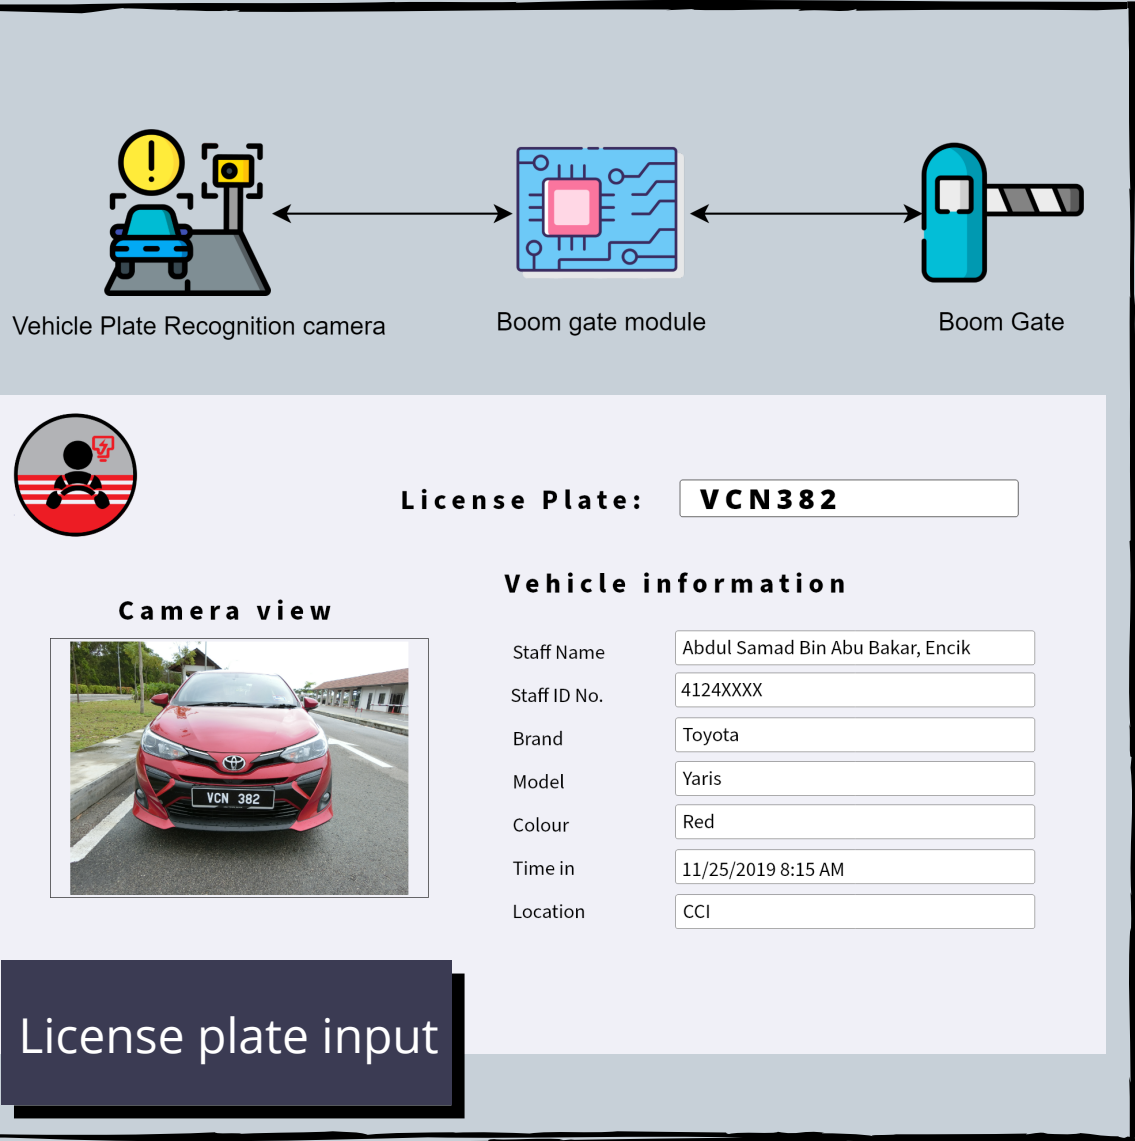 Vehicle Plate Recognition camera
Boom gate module
Boom Gate
License Plate:
VCN382
Vehicle information
Camera view
VCN 382
Staff Name
Abdul Samad Bin Abu Bakar, Encik
Staff ID No.
4124XXXX
Brand
Toyota
Model
Yaris
Colour
Red
Time in
11/25/2019 8:15 AM
Location
CCI
License plate input